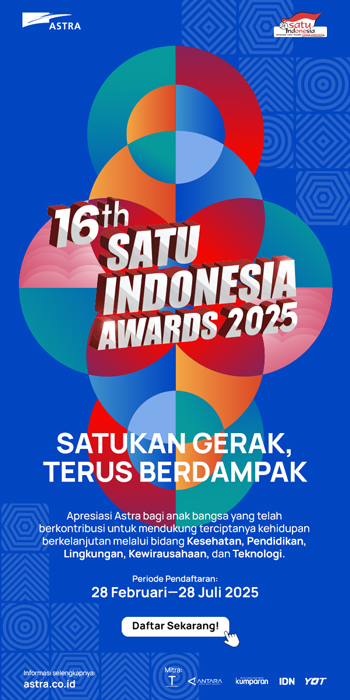 ASTRA
satu
Indonesia
16th
SATU
INDONESIA
AWARDS 2025
SATUKAN GERAK,
TERUS BERDAMPAK
Apresiasi Astra bagi anak bangsa yang telah
berkontribusi untuk mendukung terciptanya kehidupan
berkelanjutan melalui bidang Kesehatan, Pendidikan,
Lingkungan, Kewirausahaan, dan Teknologi.
Periode Pendaftaran:
28 Februari—28 Juli 2025
Daftar Sekarang!
Informasi selengkapnya:
astra.co.id
Mitra:
T ANTARA kumparan IDN YOT